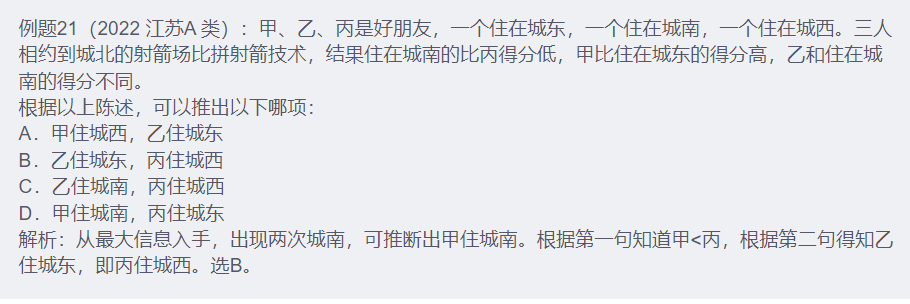 例题21（2022 江苏A 类）：甲、乙、丙是好朋友，一个住在城东，一个住在城南，一个住在城西。三人
相约到城北的射箭场比拼射箭技术，结果住在城南的比丙得分低，甲比住在城东的得分高，乙和住在城
南的得分不同。
根据以上陈述，可以推出以下哪项：
A．甲住城西，乙住城东
B．乙住城东，丙住城西
C．乙住城南，丙住城西
D．甲住城南，丙住城东
解析：从最大信息入手，出现两次城南，可推断出甲住城南。根据第一句知道甲<丙，根据第二句得知乙
住城东，即丙住城西。选B。